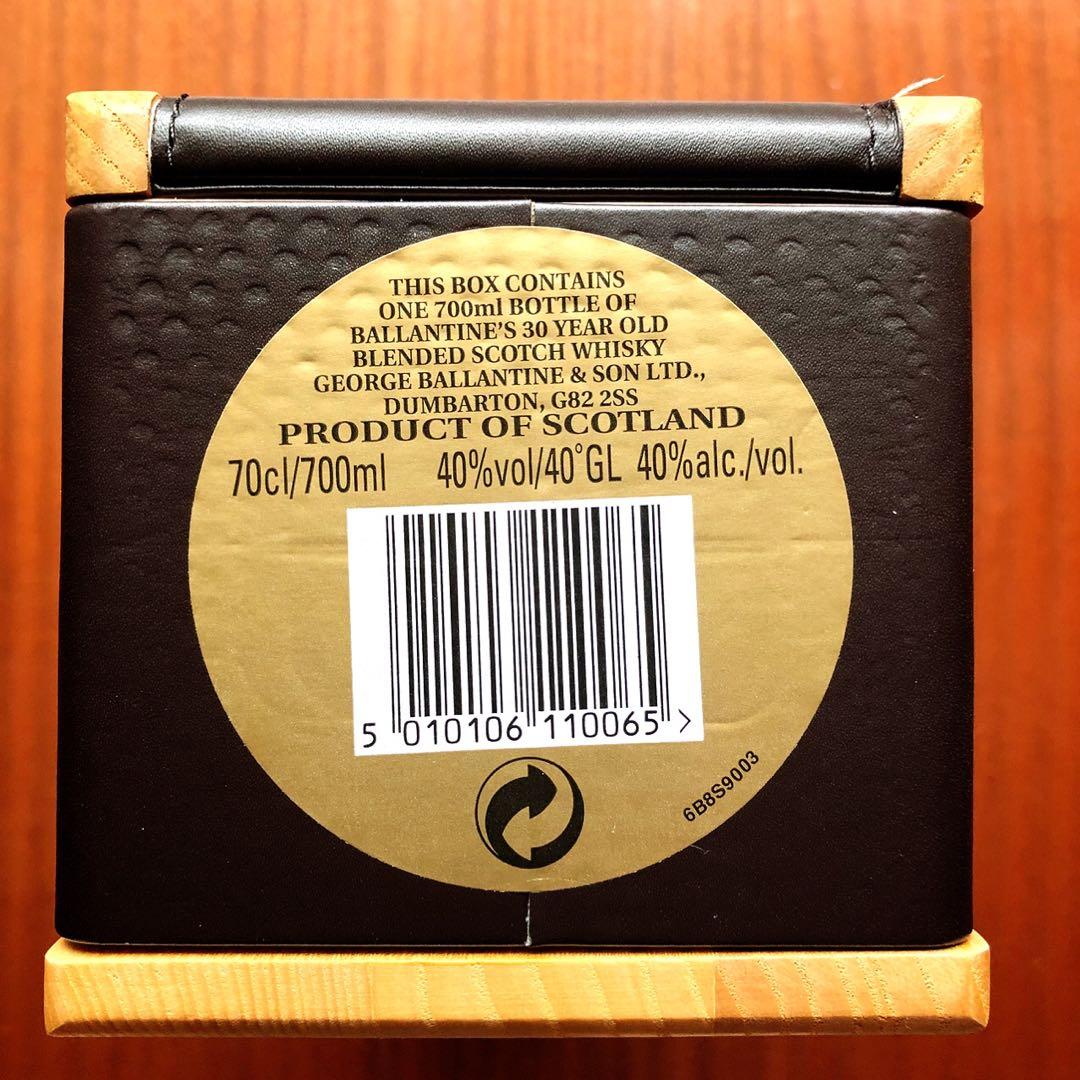 THIS BOX CONTAINS
ONE 700ml BOTTLE OF
BALLANTINE'S 30 YEAR OLD
BLENDED SCOTCH WHISKY
GEORGE BALLANTINE & SON LTD.,
DUMBARTON, G82 2SS
PRODUCT OF SCOTLAND
70cl/700ml 40%vol/40°GL 40%alc./vol.
5 010106 110065 >
6B8S9003